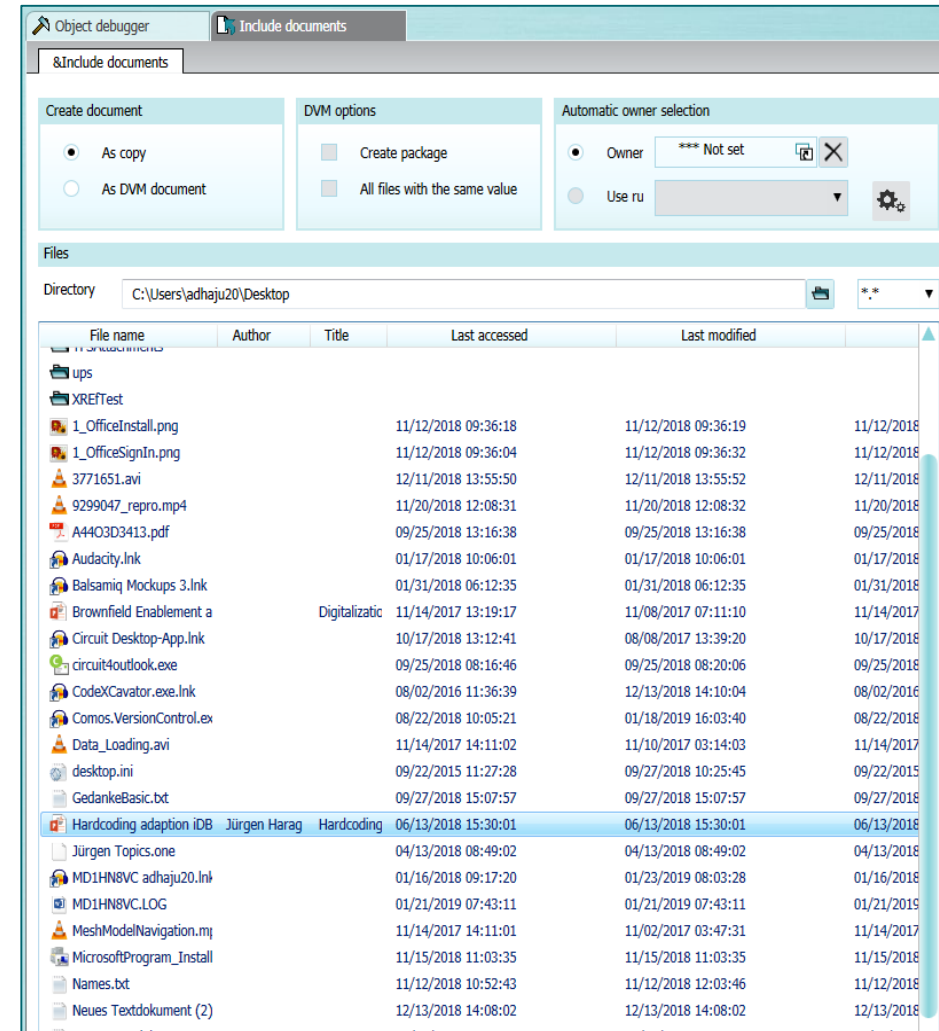 Object debugger Include documents
&Include documents
Create document DVM options Automatic owner selection
As copy Create package Owner *** Not set
As DVM document All files with the same value Use ru
Files
Directory C:\Users\adhaju20\Desktop *.*
File name Author Title Last accessed Last modified
ups
XREfTest
1_OfficeInstall.png 11/12/2018 09:36:18 11/12/2018 09:36:19 11/12/2018
1_OfficeSignIn.png 11/12/2018 09:36:04 11/12/2018 09:36:32 11/12/2018
3771651.avi 12/11/2018 13:55:50 12/11/2018 13:55:52 12/11/2018
9299047_repro.mp4 11/20/2018 12:08:31 11/20/2018 12:08:32 11/20/2018
A44O3D3413.pdf 09/25/2018 13:16:38 09/25/2018 13:16:38 09/25/2018
Audacity.lnk 01/17/2018 10:06:01 01/17/2018 10:06:01 01/17/2018
Balsamiq Mockups 3.lnk 01/31/2018 06:12:35 01/31/2018 06:12:35 01/31/2018
Brownfield Enablement a Digitalizatic 11/14/2017 13:19:17 11/08/2017 07:11:10 11/14/2017
Circuit Desktop-App.lnk 10/17/2018 13:12:41 08/08/2017 13:39:20 10/17/2018
circuit4outlook.exe 09/25/2018 08:16:46 09/25/2018 08:20:06 09/25/2018
CodeXCavator.exe.lnk 08/02/2016 11:36:39 12/13/2018 14:10:04 08/02/2016
Comos.VersionControl.ex 08/22/2018 10:05:21 01/18/2019 16:03:40 08/22/2018
Data_Loading.avi 11/14/2017 14:11:02 11/10/2017 03:14:03 11/14/2017
desktop.ini 09/22/2015 11:27:28 09/27/2018 10:25:45 09/22/2015
GedankeBasic.txt 09/27/2018 15:07:57 09/27/2018 15:07:57 09/27/2018
Hardcoding adaption iDB Jürgen Harag Hardcoding 06/13/2018 15:30:01 06/13/2018 15:30:01 06/13/2018
Jürgen Topics.one 04/13/2018 08:49:02 04/13/2018 08:49:02 04/13/2018
MD1HN8VC adhaju20.lnk 01/16/2018 09:17:20 01/23/2019 08:03:28 01/16/2018
MD1HN8VC.LOG 01/21/2019 07:43:11 01/21/2019 07:43:11 01/21/2019
MeshModelNavigation.mp 11/14/2017 14:11:01 11/02/2017 03:47:31 11/14/2017
MicrosoftProgram_Install 11/15/2018 11:03:35 11/15/2018 11:03:35 11/15/2018
Names.txt 11/12/2018 10:52:43 11/12/2018 12:03:46 11/12/2018
Neues Textdokument (2) 12/13/2018 14:08:02 12/13/2018 14:08:02 12/13/2018